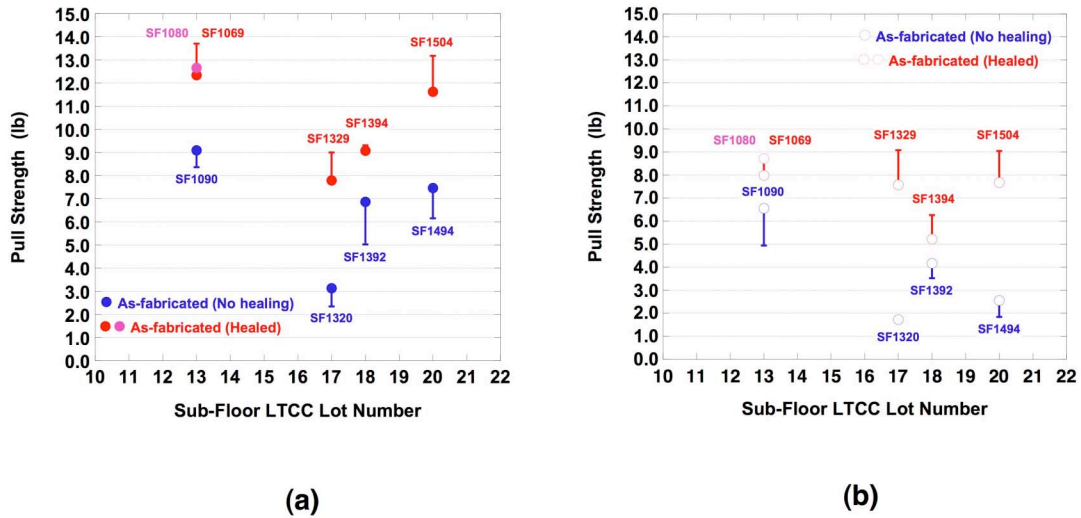 15.0
14.0
13.0
12.0
11.0
10.0
9.0
8.0
7.0
6.0
5.0
4.0
3.0
2.0
1.0
0.0
Pull Strength (lb)
SF1080 SF1069
SF1504
SF1394
SF1329
SF1090
SF1392
SF1494
SF1320
As-fabricated (No healing)
As-fabricated (Healed)
10 11 12 13 14 15 16 17 18 19 20 21 22
Sub-Floor LTCC Lot Number
(a)
15.0
14.0
13.0
12.0
11.0
10.0
9.0
8.0
7.0
6.0
5.0
4.0
3.0
2.0
1.0
0.0
Pull Strength (lb)
As-fabricated (No healing)
As-fabricated (Healed)
SF1080 SF1069
SF1329
SF1504
SF1090
SF1394
SF1392
SF1320
SF1494
10 11 12 13 14 15 16 17 18 19 20 21 22
Sub-Floor LTCC Lot Number
(b)